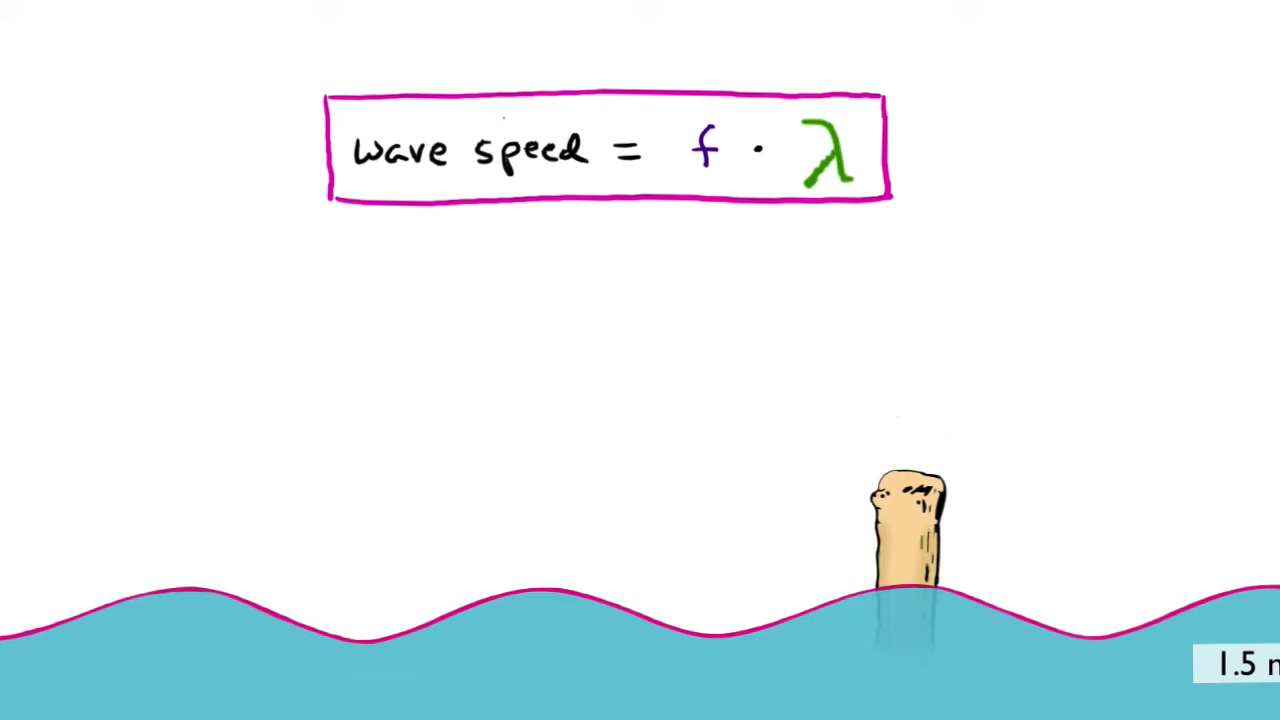 wave speed = f · λ
1.5